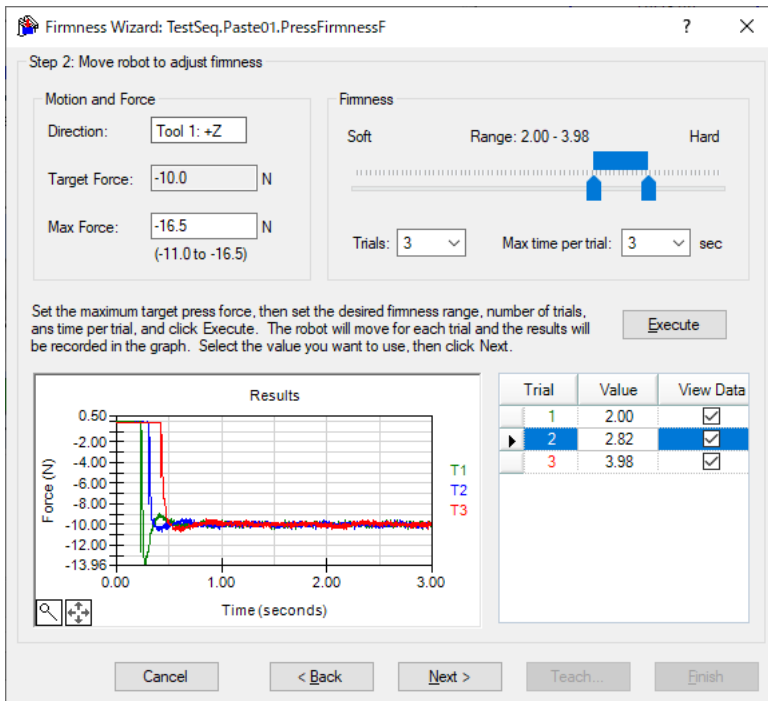 Firmness Wizard: TestSeq.Paste01.PressFirmnessF ? ×
Step 2: Move robot to adjust firmness
Motion and Force
Direction: Tool 1: +Z
Target Force: -10.0 N
Max Force: -16.5 N
(-11.0 to -16.5)
Firmness
Soft Range: 2.00 - 3.98 Hard
Trials: 3 Max time per trial: 3 sec
Set the maximum target press force, then set the desired firmness range, number of trials,
ans time per trial, and click Execute. The robot will move for each trial and the results will
be recorded in the graph. Select the value you want to use, then click Next.
Execute
Results
Force (N)
0.50
-2.00
-4.00
-6.00
-8.00
-10.00
-12.00
-13.96
0.00 1.00 2.00 3.00
Time (seconds)
T1
T2
T3
Trial Value View Data
1 2.00
2 2.82
3 3.98
Cancel < Back Next > Teach... Finish